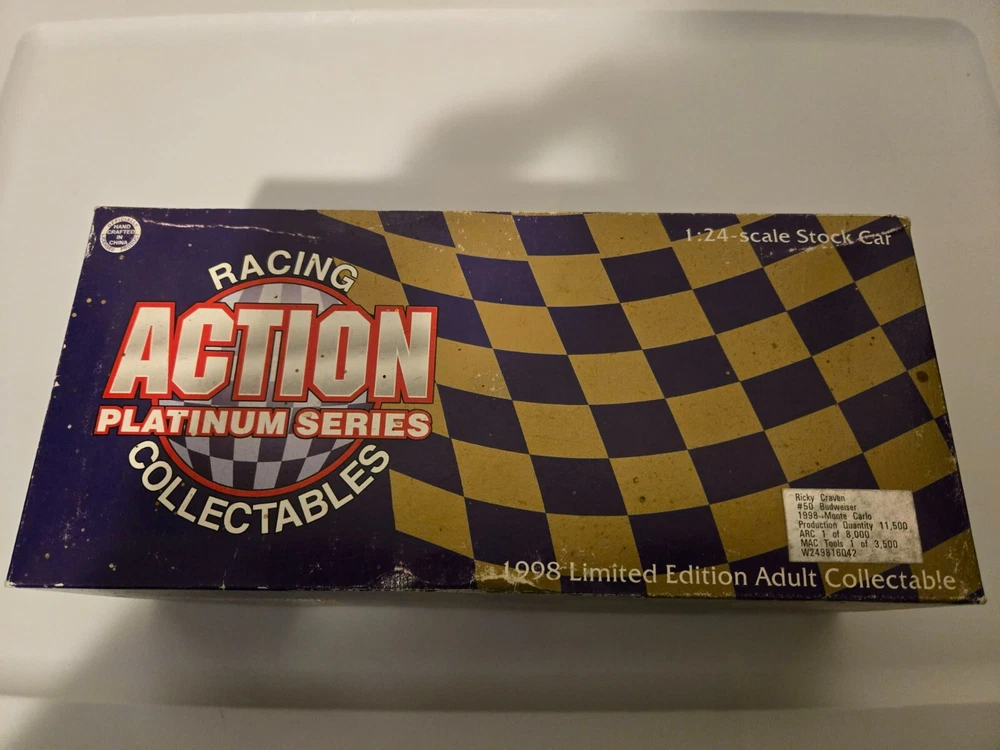 OFFICIAL
HAND
CRAFTED
IN
CHINA
1:24-scale Stock Car
RACING
ACTION
PLATINUM SERIES
COLLECTABLES
Ricky Craven
#50 Budweiser
1998 Monte Carlo
Production Quantity 11,500
ARC 1 of 8,000
MAC Tools 1 of 3,500
W249816042
1998 Limited Edition Adult Collectable